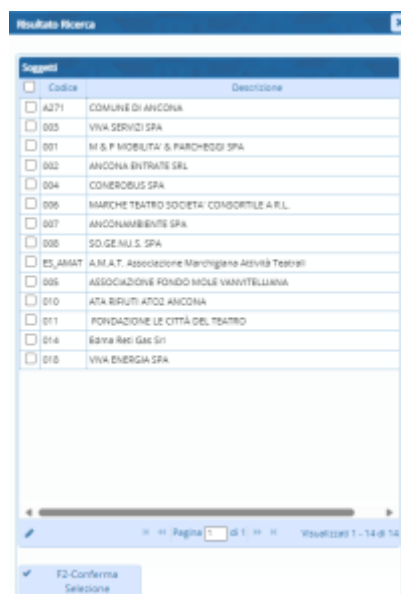 Risultato Ricerca
Soggetti
Codice Descrizione
A271 COMUNE DI ANCONA
003 VIVA SERVIZI SPA
001 M & P MOBILITA' & PARCHEGGI SPA
002 ANCONA ENTRATE SRL
004 CONEROBUS SPA
006 MARCHE TEATRO SOCIETA' CONSORTILE A R.L.
007 ANCONAMBIENTE SPA
008 SO.GE.NU.S. SPA
ES_AMAT A.M.A.T. Associazione Marchigiana Attività Teatrali
005 ASSOCIAZIONE FONDO MOLE VANVITELLIANA
010 ATA RIFIUTI ATO2 ANCONA
011 FONDAZIONE LE CITTÀ DEL TEATRO
014 Edma Reti Gas Srl
018 VIVA ENERGIA SPA
Pagina 1 di 1 Visualizzati 1 - 14 di 14
F2-Conferma
Selezione